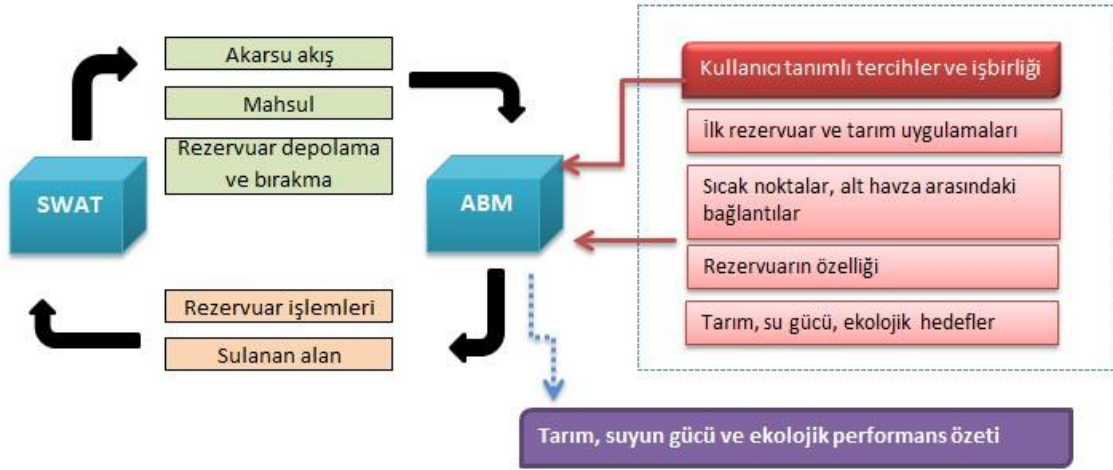 Akarsu akış
Mahsul
Rezervuar depolama
ve bırakma
SWAT
ABM
Rezervuar işlemleri
Sulanan alan
Kullanıcı tanımlı tercihler ve işbirliği
İlk rezervuar ve tarım uygulamaları
Sıcak noktalar, alt havza arasındaki
bağlantılar
Rezervuarın özelliği
Tarım, su gücü, ekolojik hedefler
Tarım, suyun gücü ve ekolojik performans özeti